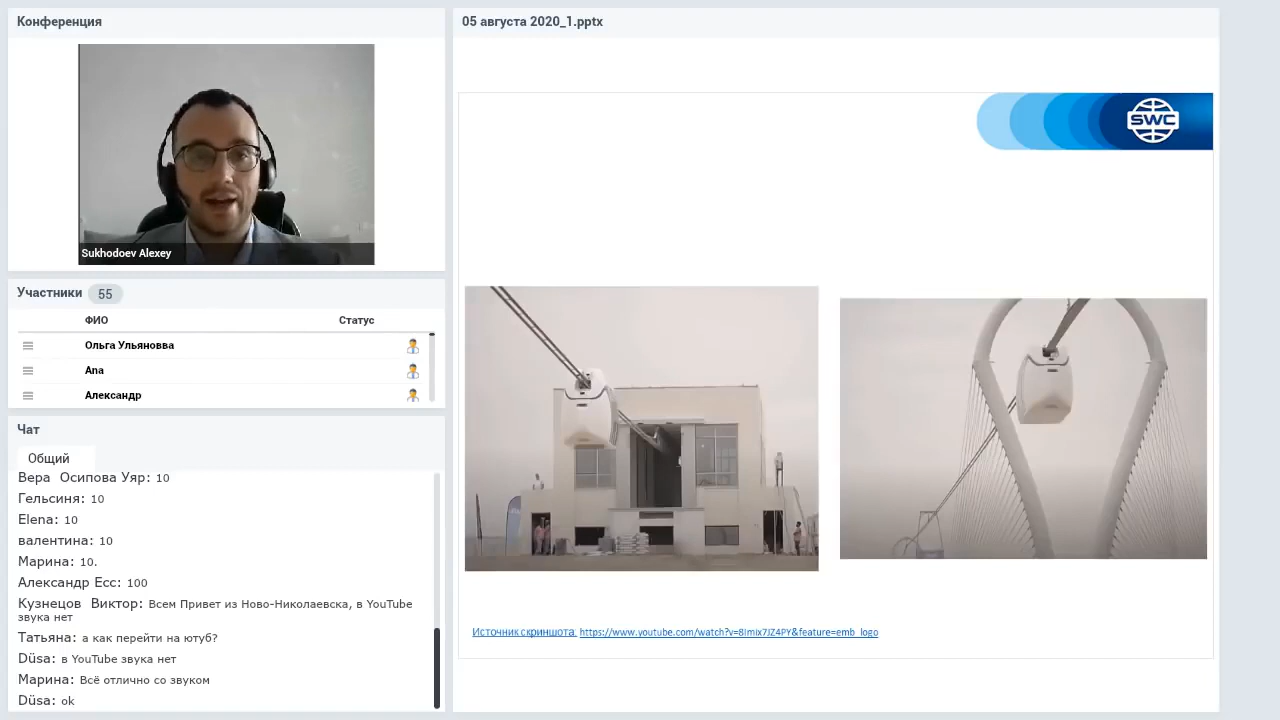 Конференция
Sukhodoev Alexey
Участники 55
ФИО Статус
Ольга Ульяновва
Ana
Александр
Чат
Общий
Вера Осипова Уяр: 10
Гельсиня: 10
Elena: 10
валентина: 10
Марина: 10.
Александр Есс: 100
Кузнецов Виктор: Всем Привет из Ново-Николаевска, в YouTube
звука нет
Татьяна: а как перейти на ютуб?
Düsa: в YouTube звука нет
Марина: Всё отлично со звуком
Düsa: ok
05 августа 2020_1.pptx
SWC
Источник скриншота: https://www.youtube.com/watch?v=8Imix7JZ4PY&feature=emb_logo